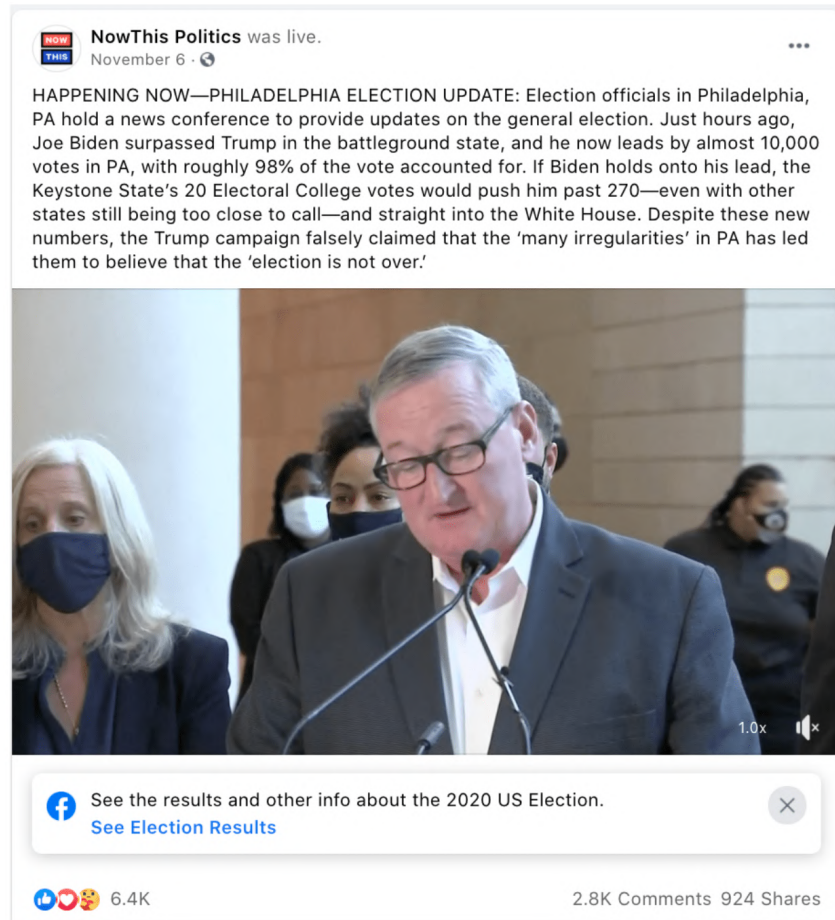 NOW
THIS
NowThis Politics was live.
November 6 ·
HAPPENING NOW—PHILADELPHIA ELECTION UPDATE: Election officials in Philadelphia,
PA hold a news conference to provide updates on the general election. Just hours ago,
Joe Biden surpassed Trump in the battleground state, and he now leads by almost 10,000
votes in PA, with roughly 98% of the vote accounted for. If Biden holds onto his lead, the
Keystone State's 20 Electoral College votes would push him past 270—even with other
states still being too close to call—and straight into the White House. Despite these new
numbers, the Trump campaign falsely claimed that the 'many irregularities' in PA has led
them to believe that the 'election is not over.'
1.0x
See the results and other info about the 2020 US Election.
See Election Results
6.4K
2.8K Comments 924 Shares